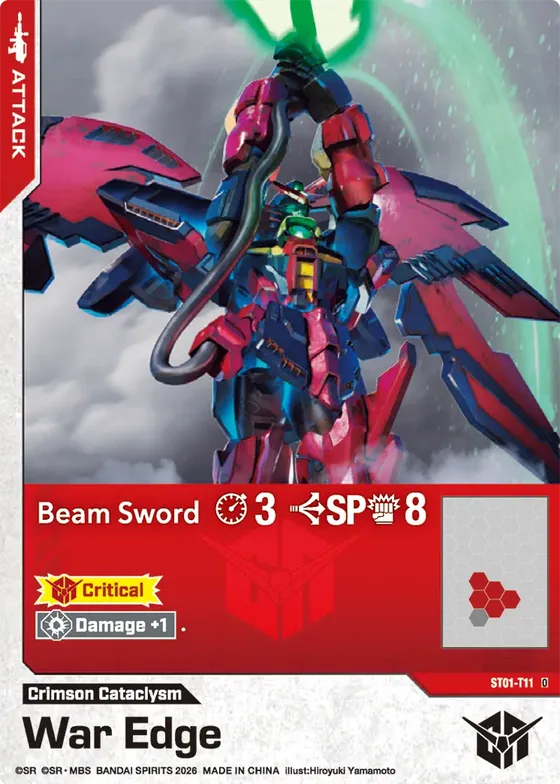 ATTACK
Beam Sword 3 SP 8
Critical
Damage +1 .
ST01-T11 0
Crimson Cataclysm
War Edge
©SR ©SR・MBS BANDAI SPIRITS 2026 MADE IN CHINA illust:Hiroyuki Yamamoto